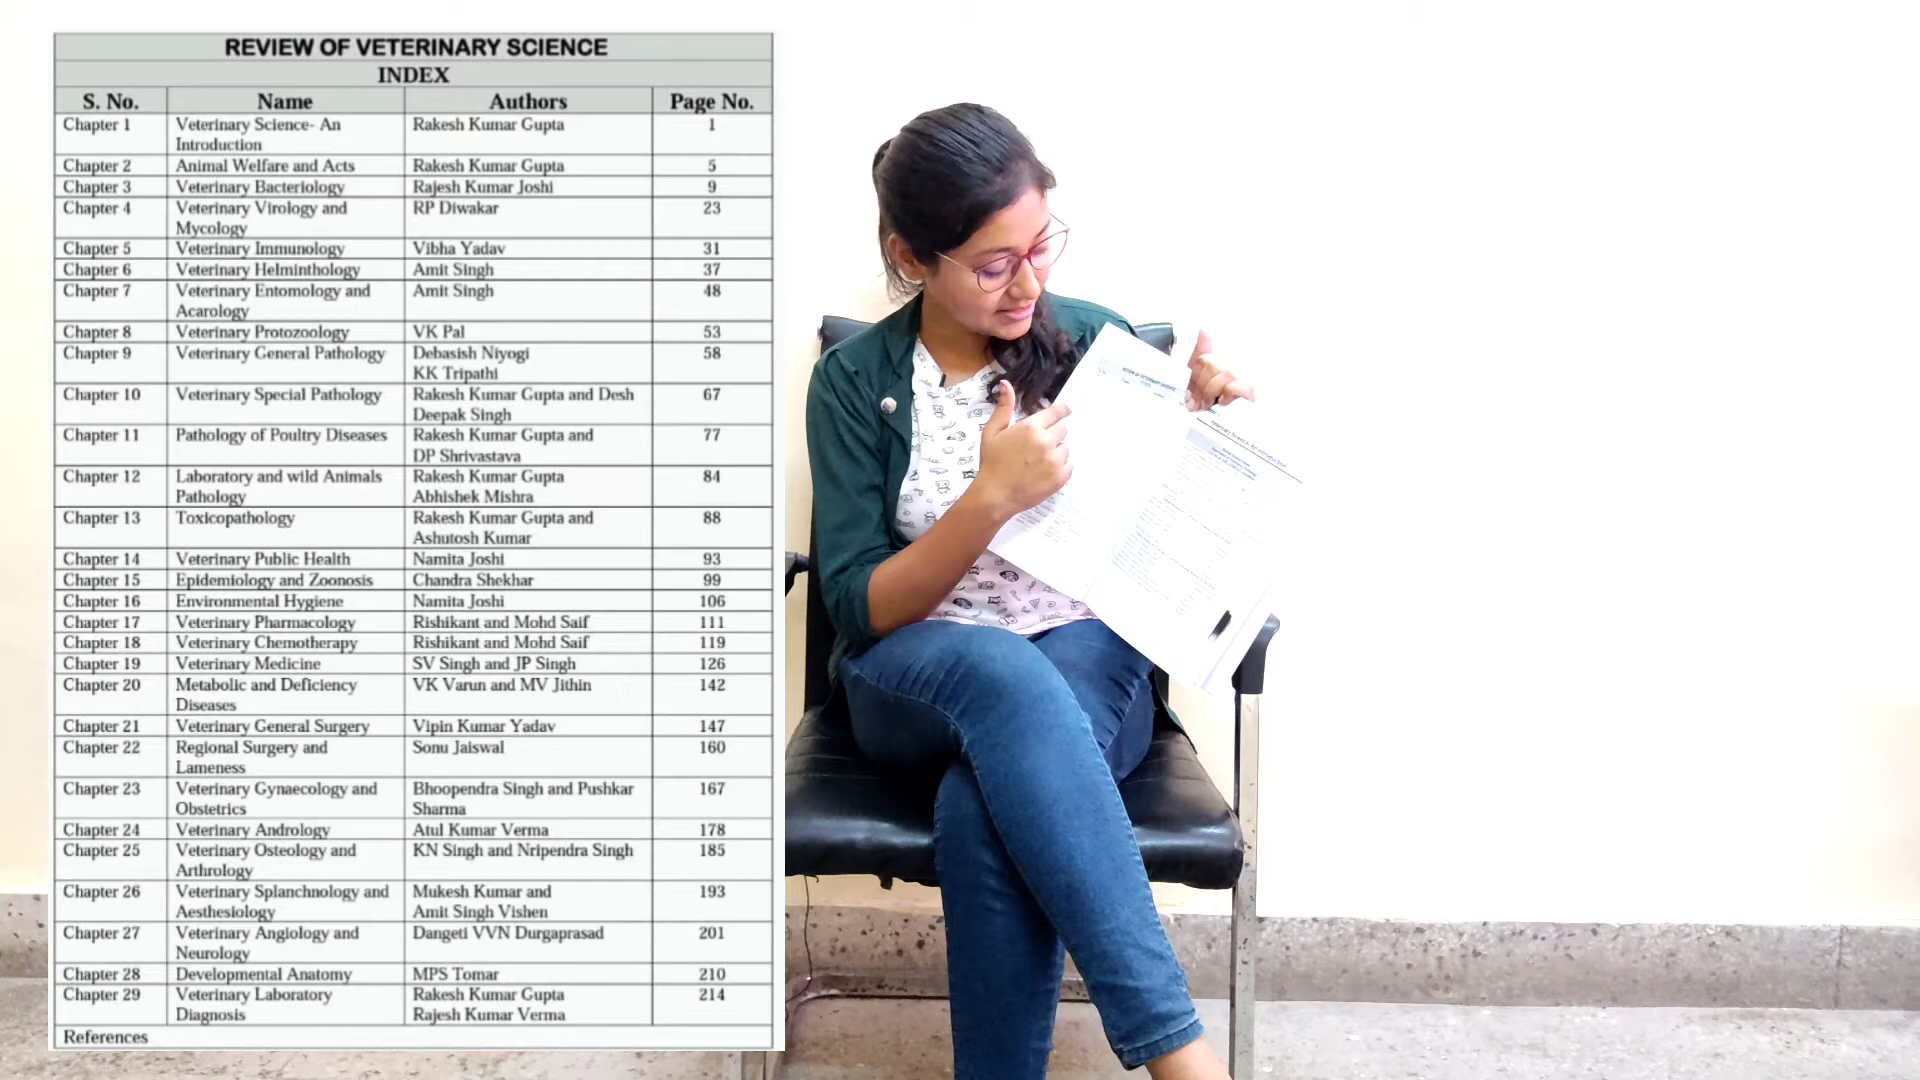 REVIEW OF VETERINARY SCIENCE
INDEX
S. No. Name Authors Page No.
Chapter 1 Veterinary Science- An Rakesh Kumar Gupta 1
Introduction
Chapter 2 Animal Welfare and Acts Rakesh Kumar Gupta 5
Chapter 3 Veterinary Bacteriology Rajesh Kumar Joshi 9
Chapter 4 Veterinary Virology and RP Diwakar 23
Mycology
Chapter 5 Veterinary Immunology Vibha Yadav 31
Chapter 6 Veterinary Helminthology Amit Singh 37
Chapter 7 Veterinary Entomology and Amit Singh 48
Acarology
Chapter 8 Veterinary Protozoology VK Pal 53
Chapter 9 Veterinary General Pathology Debasish Niyogi 58
KK Tripathi
Chapter 10 Veterinary Special Pathology Rakesh Kumar Gupta and Desh 67
Deepak Singh
Chapter 11 Pathology of Poultry Diseases Rakesh Kumar Gupta and 77
DP Shrivastava
Chapter 12 Laboratory and wild Animals Rakesh Kumar Gupta 84
Pathology Abhishek Mishra
Chapter 13 Toxicopathology Rakesh Kumar Gupta and 88
Ashutosh Kumar
Chapter 14 Veterinary Public Health Namita Joshi 93
Chapter 15 Epidemiology and Zoonosis Chandra Shekhar 99
Chapter 16 Environmental Hygiene Namita Joshi 106
Chapter 17 Veterinary Pharmacology Rishikant and Mohd Saif 111
Chapter 18 Veterinary Chemotherapy Rishikant and Mohd Saif 119
Chapter 19 Veterinary Medicine SV Singh and JP Singh 126
Chapter 20 Metabolic and Deficiency VK Varun and MV Jithin 142
Diseases
Chapter 21 Veterinary General Surgery Vipin Kumar Yadav 147
Chapter 22 Regional Surgery and Sonu Jaiswal 160
Lameness
Chapter 23 Veterinary Gynaecology and Bhoopendra Singh and Pushkar 167
Obstetrics Sharma
Chapter 24 Veterinary Andrology Atul Kumar Verma 178
Chapter 25 Veterinary Osteology and KN Singh and Nripendra Singh 185
Arthrology
Chapter 26 Veterinary Splanchnology and Mukesh Kumar and 193
Aesthesiology Amit Singh Vishen
Chapter 27 Veterinary Angiology and Dangeti VVN Durgaprasad 201
Neurology
Chapter 28 Developmental Anatomy MPS Tomar 210
Chapter 29 Veterinary Laboratory Rakesh Kumar Gupta 214
Diagnosis Rajesh Kumar Verma
References
REVIEW OF VETERINARY SCIENCE
Veterinary Science: An Introduction